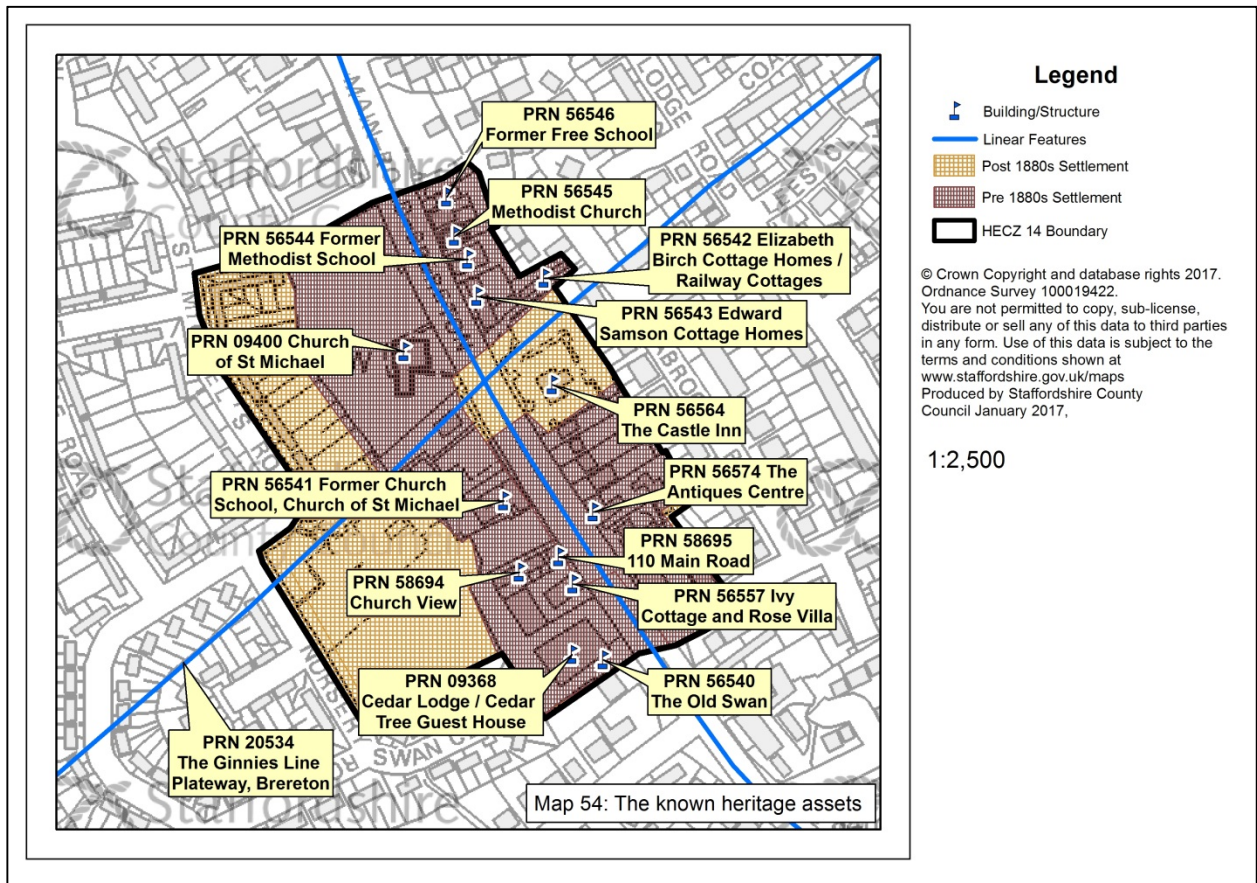 PRN 56546
Former Free School
PRN 56545
Methodist Church
PRN 56544 Former
Methodist School
PRN 56542 Elizabeth
Birch Cottage Homes /
Railway Cottages
PRN 56543 Edward
Samson Cottage Homes
PRN 09400 Church
of St Michael
PRN 56564
The Castle Inn
PRN 56541 Former Church
School, Church of St Michael
PRN 56574 The
Antiques Centre
PRN 58695
110 Main Road
PRN 58694
Church View
PRN 56557 Ivy
Cottage and Rose Villa
PRN 09368
Cedar Lodge / Cedar
Tree Guest House
PRN 56540
The Old Swan
PRN 20534
The Ginnies Line
Plateway, Brereton
LODGE ROAD
ROAD
SWAN
Staffordshire
Staffordshire
Map 54: The known heritage assets
Legend
Building/Structure
Linear Features
Post 1880s Settlement
Pre 1880s Settlement
HECZ 14 Boundary
© Crown Copyright and database rights 2017.
Ordnance Survey 100019422.
You are not permitted to copy, sub-license,
distribute or sell any of this data to third parties
in any form. Use of this data is subject to the
terms and conditions shown at
www.staffordshire.gov.uk/maps
Produced by Staffordshire County
Council January 2017,
1:2,500